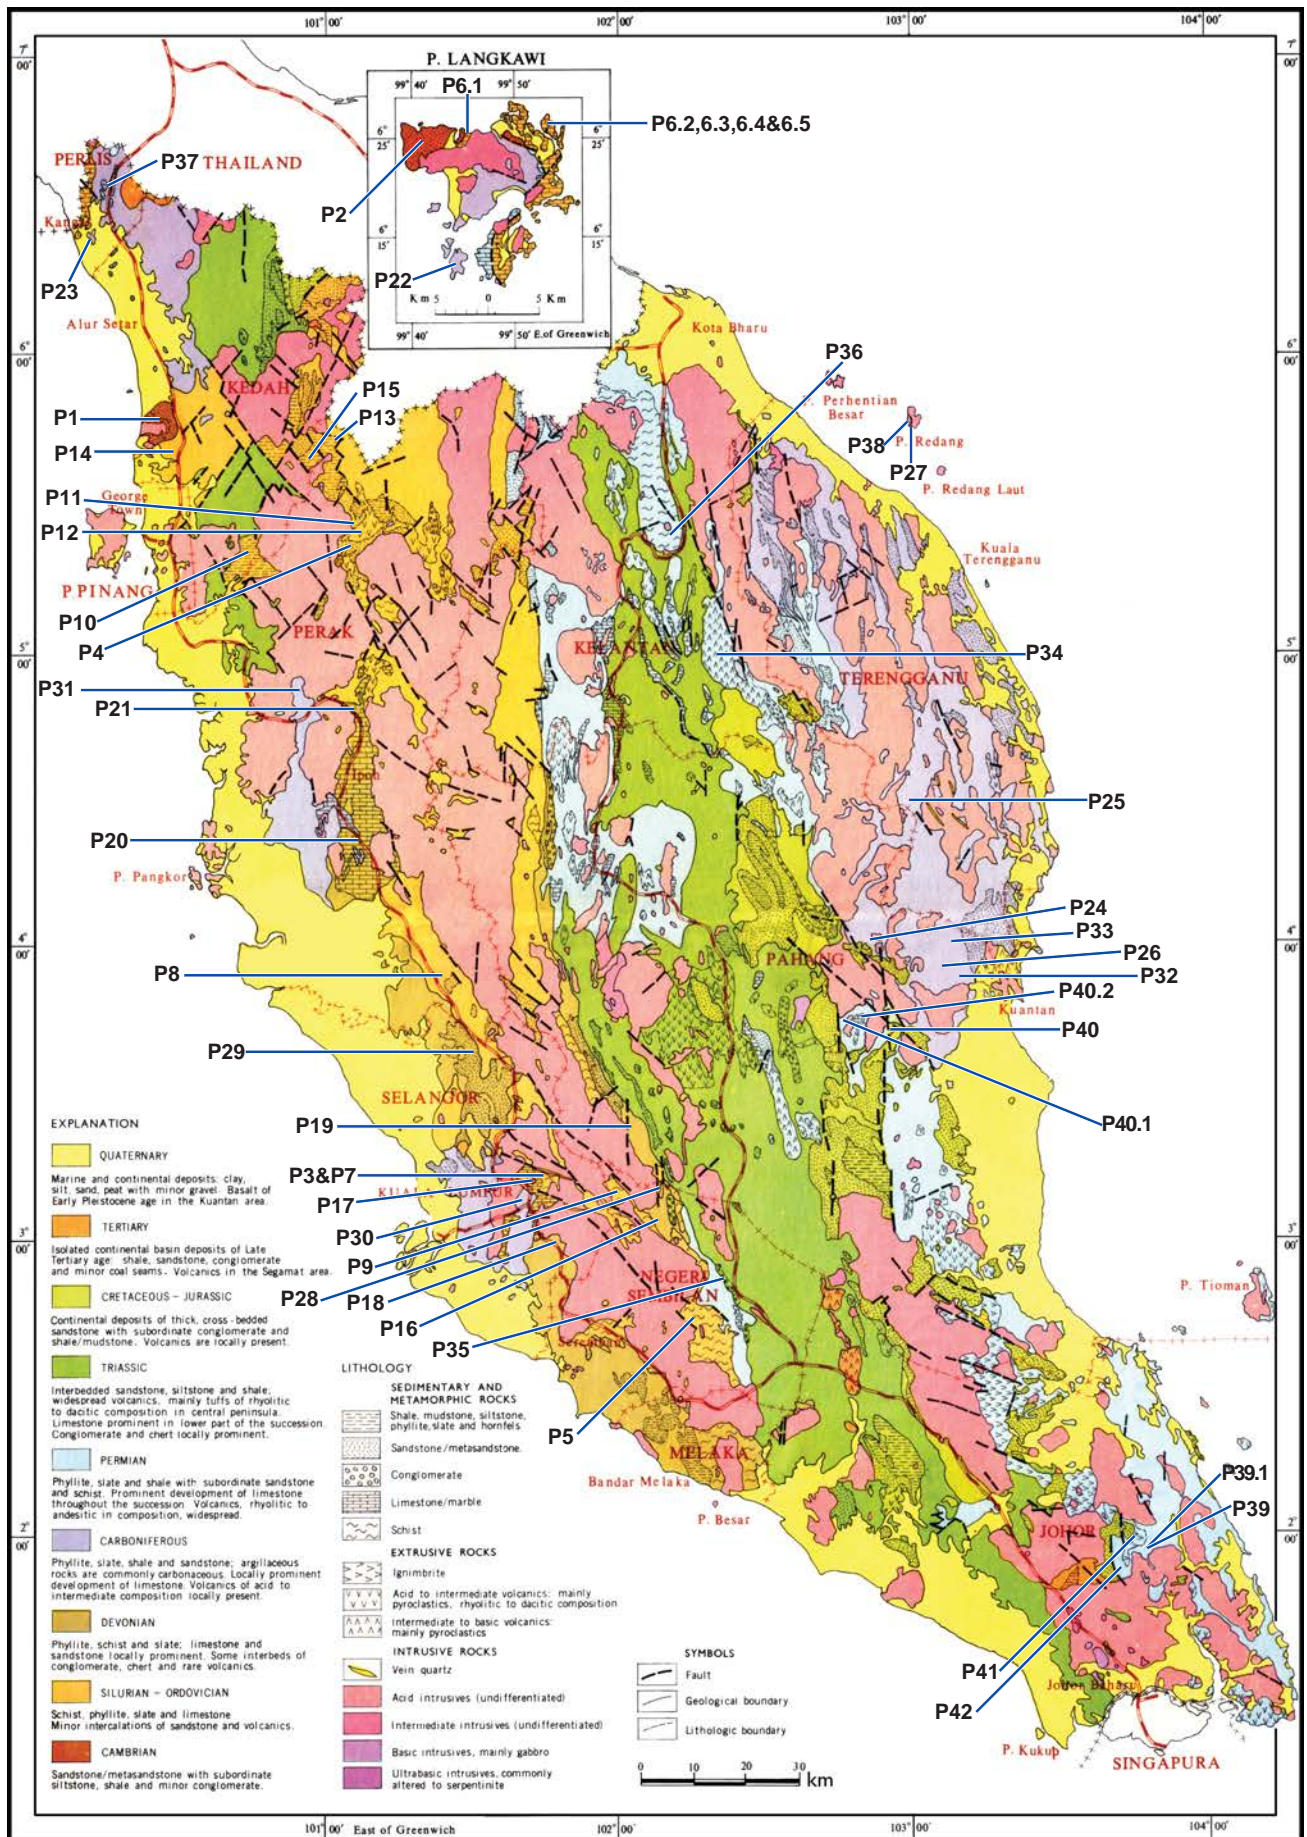 101° 00'
102° 00'
103° 00'
104° 00'
7°
00'
7°
00'
P. LANGKAWI
99° 40'
99° 50'
P6.1
P6.2,6.3,6.4&6.5
6°
25'
6°
25'
P2
6°
15'
6°
15'
P22
Km 5 0 5 Km
99° 40'
99° 50' E.of Greenwich
PERLIS
P37
THAILAND
Kangar
P23
Alur Setar
6°
00'
6°
00'
Kota Bharu
KEDAH
P15
P13
P36
P. Perhentian
Besar
P1
P14
P38
P. Redang
P27
P. Redang Laut
P11
George
Town
P12
Kuala
Terengganu
P.PINANG
P10
P4
PERAK
KELANTAN
5°
00'
5°
00'
P34
TERENGGANU
P31
P21
Ipoh
P25
P20
P. Pangkor
P24
P33
4°
00'
4°
00'
PAHANG
P26
P8
P32
P40.2
Kuantan
P40
P29
SELANGOR
P40.1
P19
P3&P7
KUALA LUMPUR
P17
P30
3°
00'
3°
00'
P9
P28
P18
NEGERI
SEMBILAN
P. Tioman
P16
P35
Seremban
P5
MELAKA
Bandar Melaka
P. Besar
P39.1
P39
2°
00'
2°
00'
JOHOR
P41
P42
Johor Baharu
P. Kukup
SINGAPURA
EXPLANATION
QUATERNARY
Marine and continental deposits: clay,
silt, sand, peat with minor gravel. Basalt of
Early Pleistocene age in the Kuantan area.
TERTIARY
Isolated continental basin deposits of Late
Tertiary age: shale, sandstone, conglomerate
and minor coal seams. Volcanics in the Segamat area.
CRETACEOUS – JURASSIC
Continental deposits of thick, cross-bedded
sandstone with subordinate conglomerate and
shale/mudstone. Volcanics are locally present.
TRIASSIC
Interbedded sandstone, siltstone and shale;
widespread volcanics, mainly tuffs of rhyolitic
to dacitic composition in central peninsula.
Limestone prominent in lower part of the succession.
Conglomerate and chert locally prominent.
PERMIAN
Phyllite, slate and shale with subordinate sandstone
and schist. Prominent development of limestone
throughout the succession. Volcanics, rhyolitic to
andesitic in composition, widespread.
CARBONIFEROUS
Phyllite, slate, shale and sandstone; argillaceous
rocks are commonly carbonaceous. Locally prominent
development of limestone. Volcanics of acid to
intermediate composition locally present.
DEVONIAN
Phyllite, schist and slate; limestone and
sandstone locally prominent. Some interbeds of
conglomerate, chert and rare volcanics.
SILURIAN – ORDOVICIAN
Schist, phyllite, slate and limestone
Minor intercalations of sandstone and volcanics.
CAMBRIAN
Sandstone/metasandstone with subordinate
siltstone, shale and minor conglomerate.
LITHOLOGY
SEDIMENTARY AND
METAMORPHIC ROCKS
Shale, mudstone, siltstone,
phyllite, slate and hornfels
Sandstone/metasandstone.
Conglomerate
Limestone/marble
Schist
EXTRUSIVE ROCKS
Ignimbrite
Acid to intermediate volcanics: mainly
pyroclastics, rhyolitic to dacitic composition
Intermediate to basic volcanics:
mainly pyroclastics
INTRUSIVE ROCKS
Vein quartz
Acid intrusives (undifferentiated)
Intermediate intrusives (undifferentiated)
Basic intrusives, mainly gabbro
Ultrabasic intrusives, commonly
altered to serpentinite
SYMBOLS
Fault
Geological boundary
Lithologic boundary
0 10 20 30 km
101° 00'
East of Greenwich
102° 00'
103° 00'
104° 00'